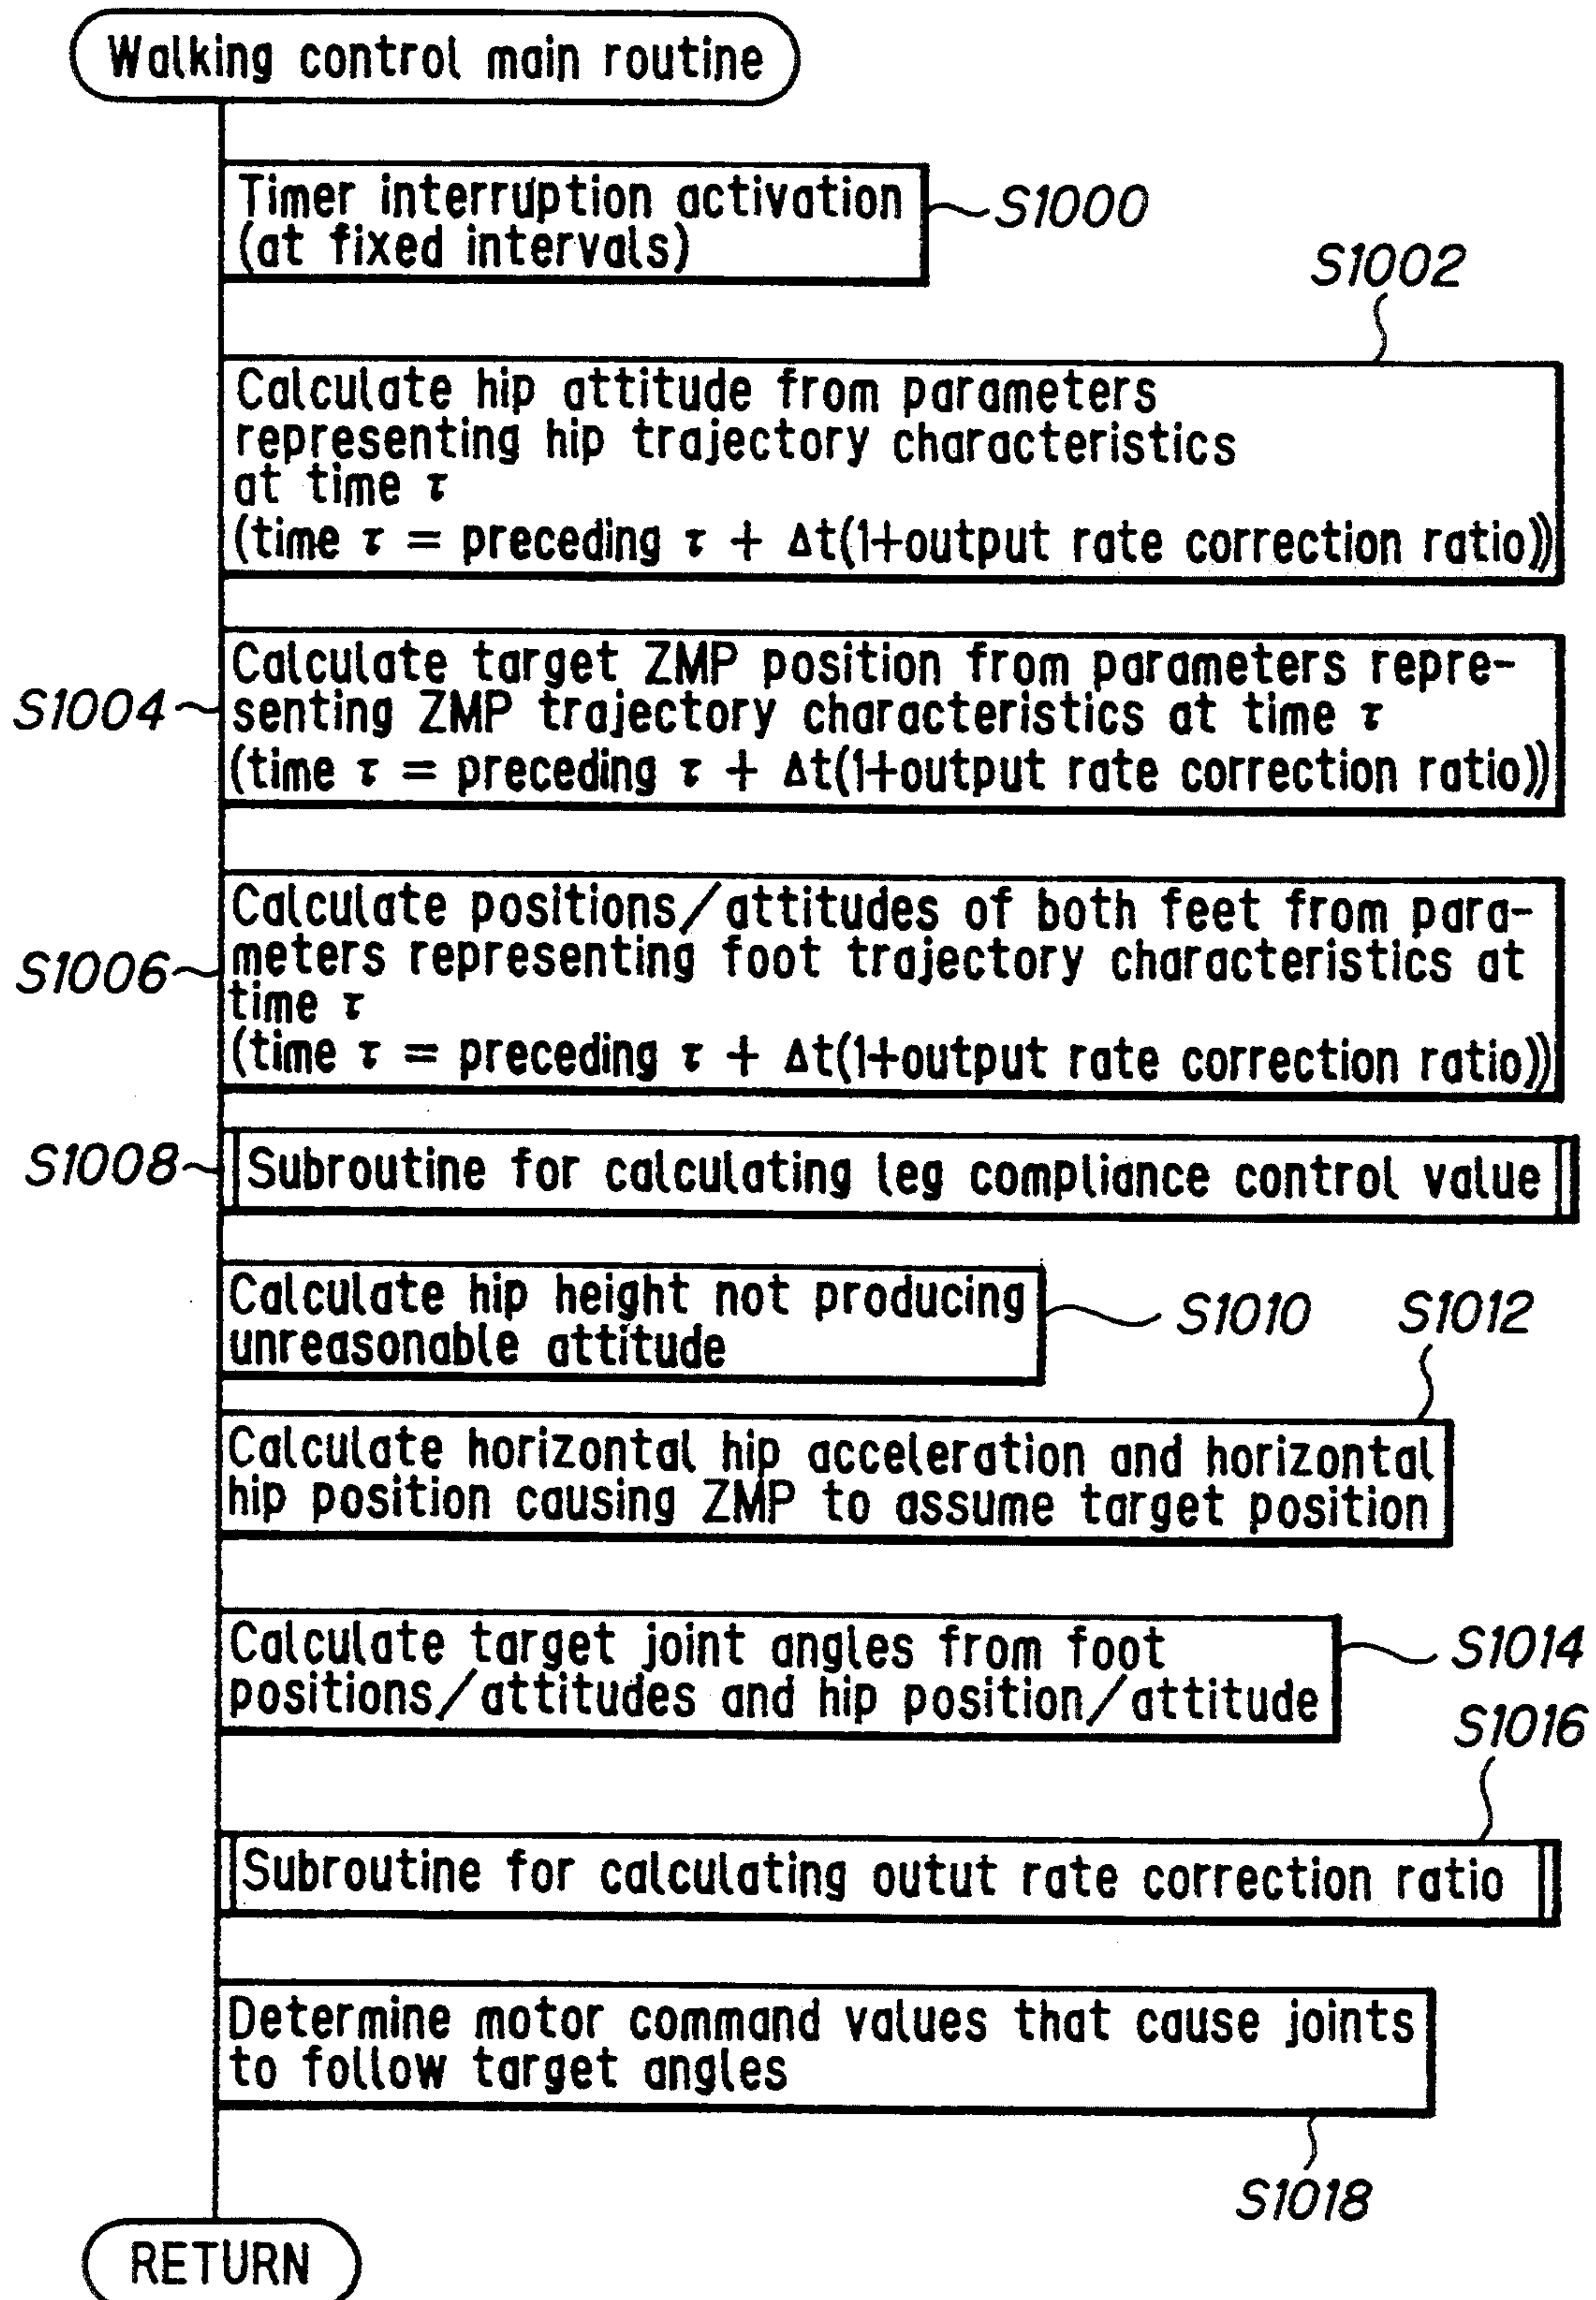 Walking control main routine
Timer interruption activation
(at fixed intervals)
S1000
S1002
Calculate hip attitude from parameters
representing hip trajectory characteristics
at time τ
(time τ = preceding τ + Δt(1+output rate correction ratio))
S1004
Calculate target ZMP position from parameters repre-
senting ZMP trajectory characteristics at time τ
(time τ = preceding τ + Δt(1+output rate correction ratio))
S1006
Calculate positions/attitudes of both feet from para-
meters representing foot trajectory characteristics at
time τ
(time τ = preceding τ + Δt(1+output rate correction ratio))
S1008
Subroutine for calculating leg compliance control value
Calculate hip height not producing
unreasonable attitude
S1010
S1012
Calculate horizontal hip acceleration and horizontal
hip position causing ZMP to assume target position
Calculate target joint angles from foot
positions/attitudes and hip position/attitude
S1014
S1016
Subroutine for calculating outut rate correction ratio
Determine motor command values that cause joints
to follow target angles
S1018
RETURN